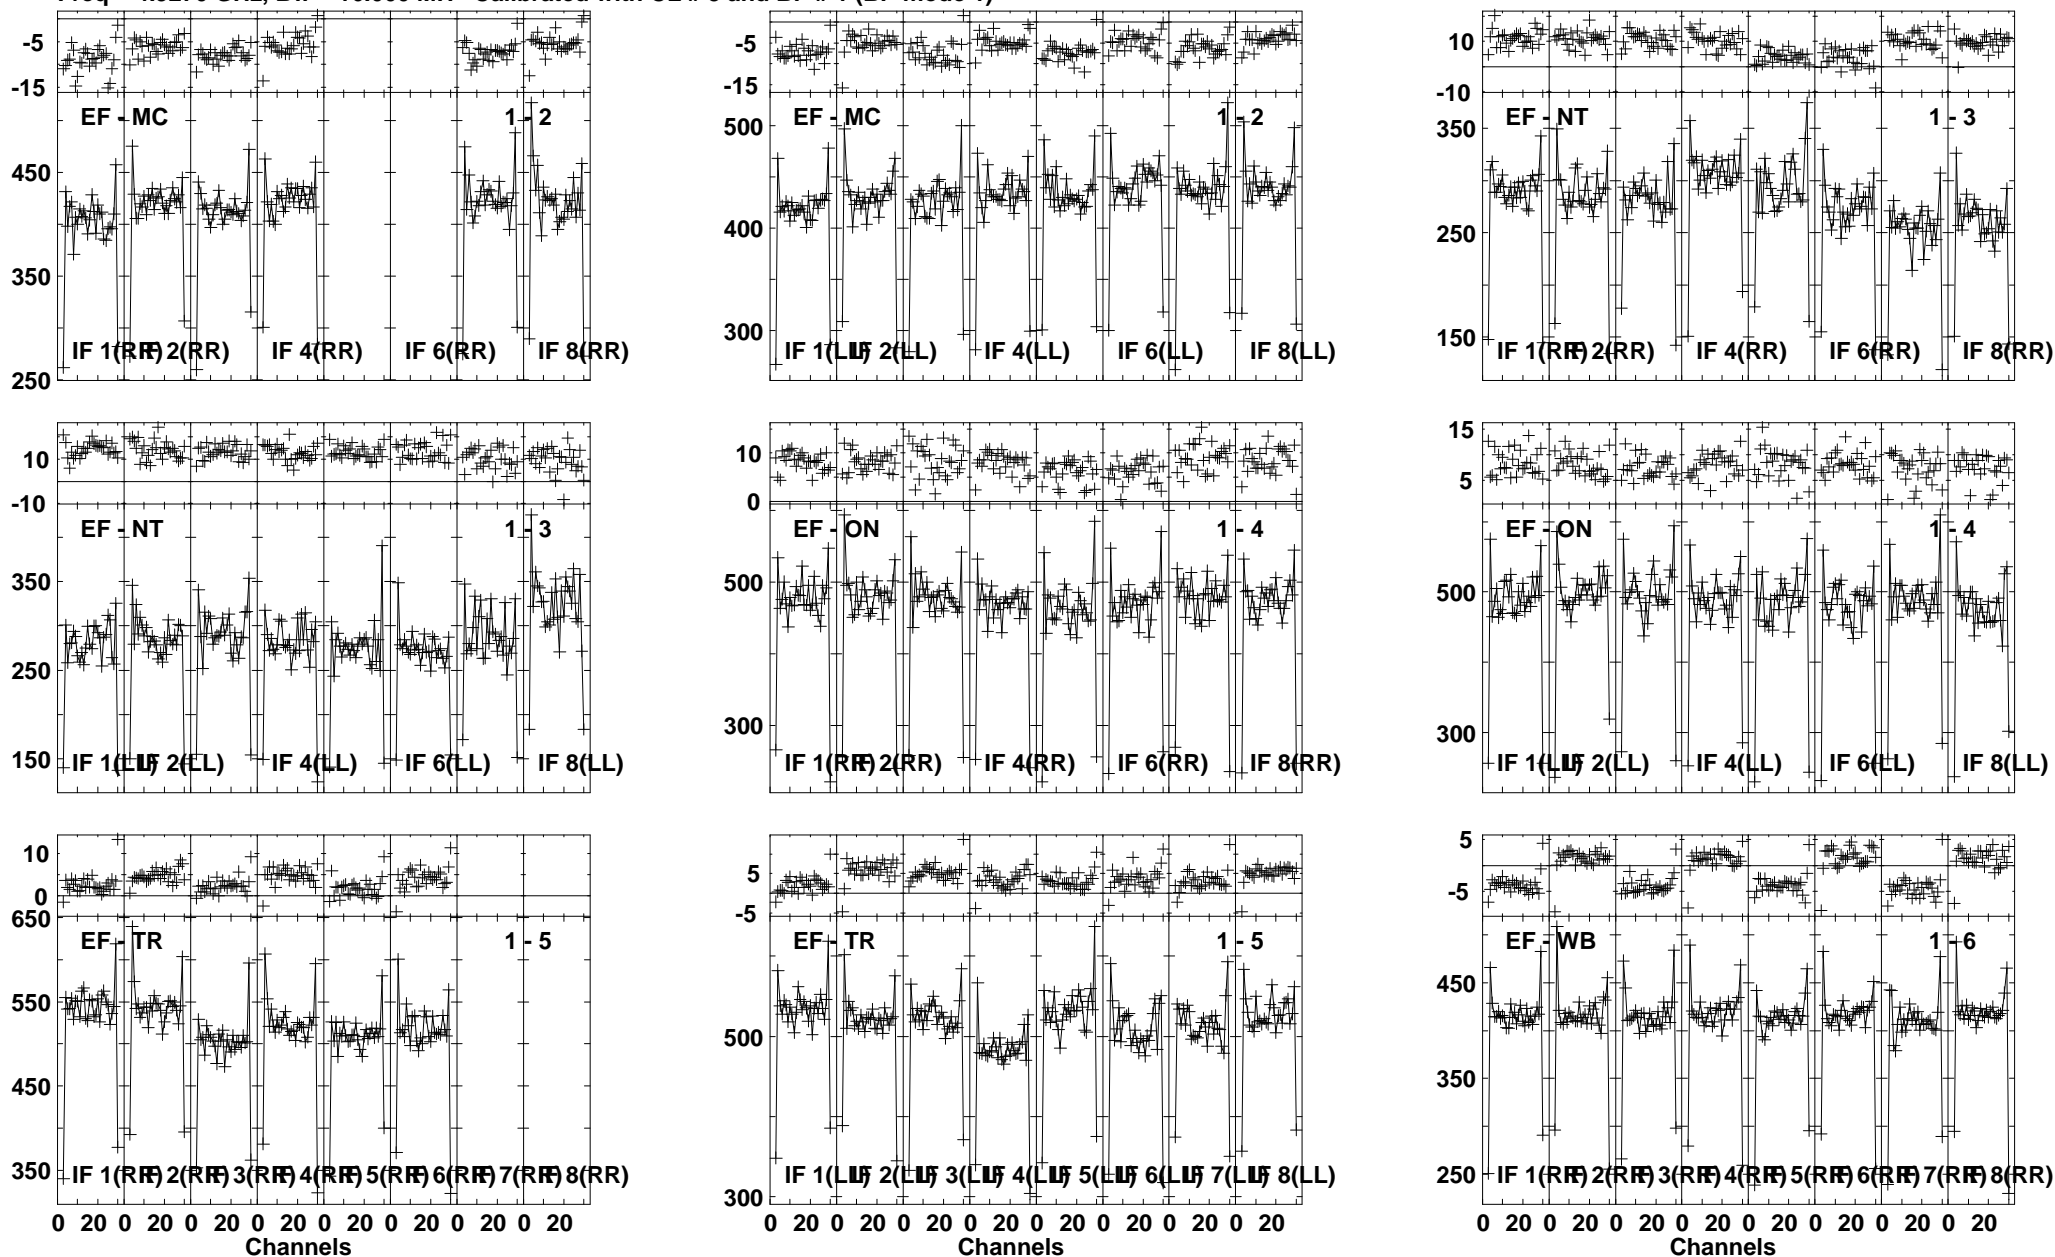 -5
-15
EF - MC
1 - 2
450
350
250
IF 1(RR) IF 2(RR) IF 4(RR) IF 6(RR) IF 8(RR)
-5
-15
EF - MC
1 - 2
500
400
300
IF 1(LL) IF 2(LL) IF 4(LL) IF 6(LL) IF 8(LL)
10
-10
EF - NT
1 - 3
350
250
150
IF 1(RR) IF 2(RR) IF 4(RR) IF 6(RR) IF 8(RR)
10
-10
EF - NT
1 - 3
350
250
150
IF 1(LL) IF 2(LL) IF 4(LL) IF 6(LL) IF 8(LL)
10
0
EF - ON
1 - 4
500
300
IF 1(RR) IF 2(RR) IF 4(RR) IF 6(RR) IF 8(RR)
15
5
EF - ON
1 - 4
500
300
IF 1(LL) IF 2(LL) IF 4(LL) IF 6(LL) IF 8(LL)
10
0
650
EF - TR
1 - 5
550
450
350
IF 1(RR) IF 2(RR) IF 3(RR) IF 4(RR) IF 5(RR) IF 6(RR) IF 7(RR) IF 8(RR)
0 20 0 20 0 20 0 20 0 20 0 20 0 20 0 20
Channels
5
-5
EF - TR
1 - 5
500
300
IF 1(LL) IF 2(LL) IF 3(LL) IF 4(LL) IF 5(LL) IF 6(LL) IF 7(LL) IF 8(LL)
0 20 0 20 0 20 0 20 0 20 0 20 0 20 0 20
Channels
5
-5
EF - WB
1 - 6
450
350
250
IF 1(RR) IF 2(RR) IF 3(RR) IF 4(RR) IF 5(RR) IF 6(RR) IF 7(RR) IF 8(RR)
0 20 0 20 0 20 0 20 0 20 0 20 0 20 0 20
Channels